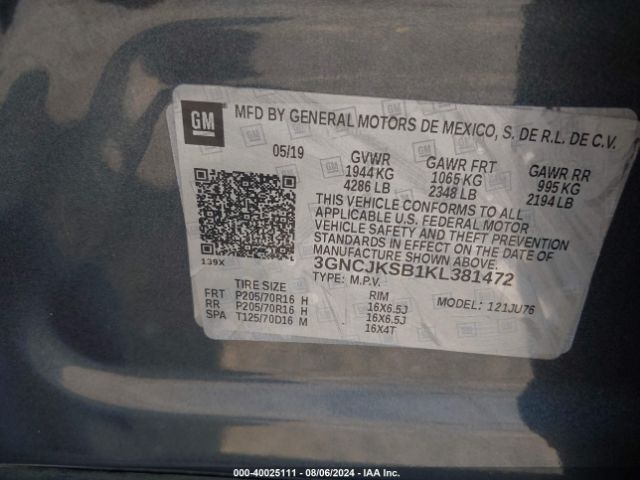 GM MFD BY GENERAL MOTORS DE MEXICO, S. DE R.L. DE C.V.
05/19 GVWR GAWR FRT GAWR RR
1944 KG 1065 KG 995 KG
4286 LB 2348 LB 2194 LB
THIS VEHICLE CONFORMS TO ALL
APPLICABLE U.S. FEDERAL MOTOR
VEHICLE SAFETY AND THEFT PREVENTION
STANDARDS IN EFFECT ON THE DATE OF
MANUFACTURE SHOWN ABOVE.
139X 3GNCJKSB1KL381472
TYPE: M.P.V.
TIRE SIZE RIM MODEL: 121JU76
FRT P205/70R16 H 16X6.5J
RR P205/70R16 H 16X6.5J
SPA T125/70D16 M 16X4T
000-40025111 - 08/06/2024 - IAA Inc.